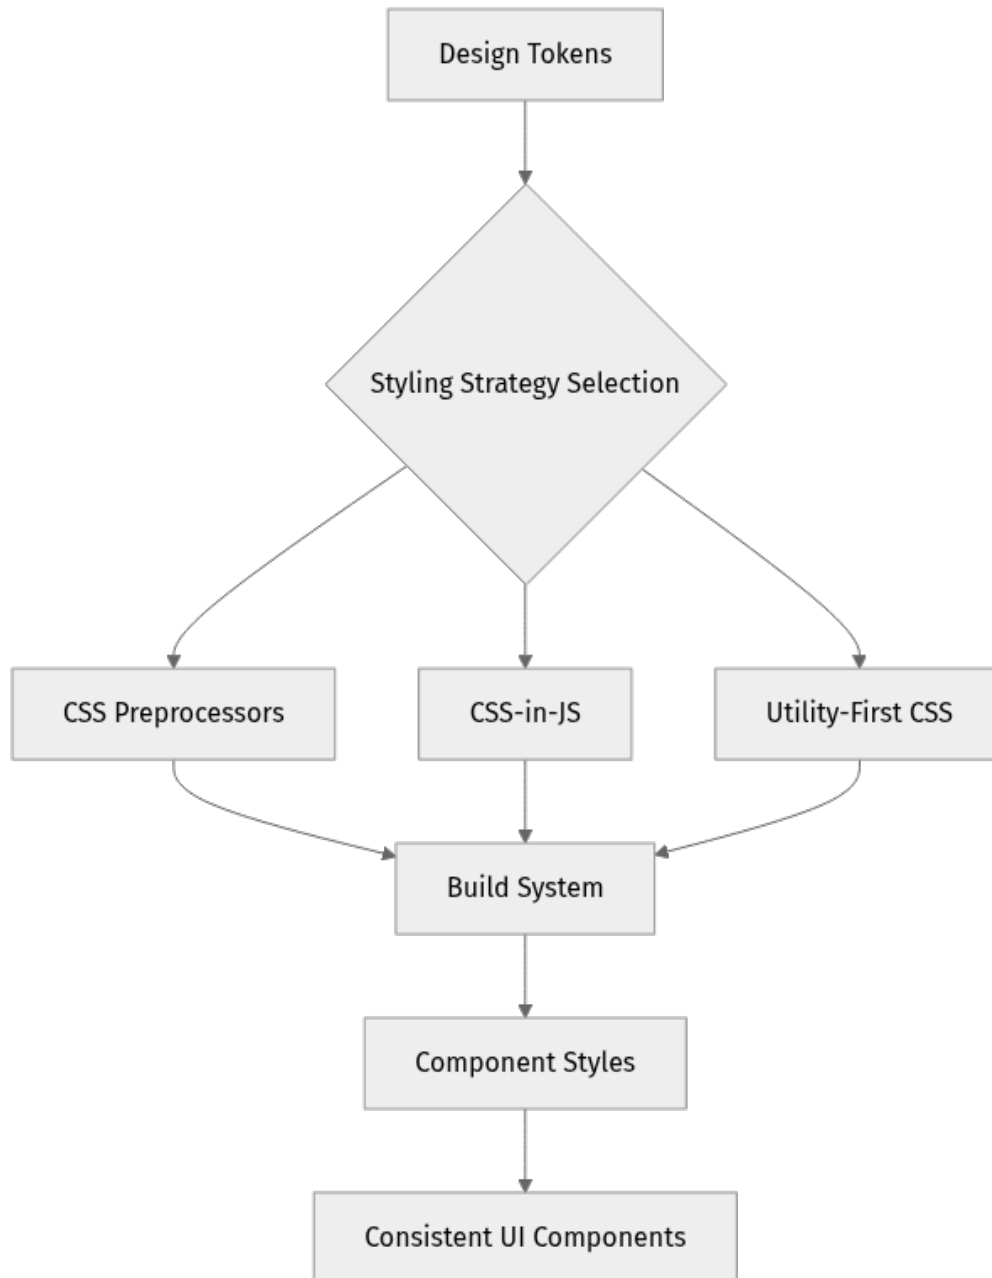 Design Tokens
Styling Strategy Selection
CSS Preprocessors
CSS-in-JS
Utility-First CSS
Build System
Component Styles
Consistent UI Components